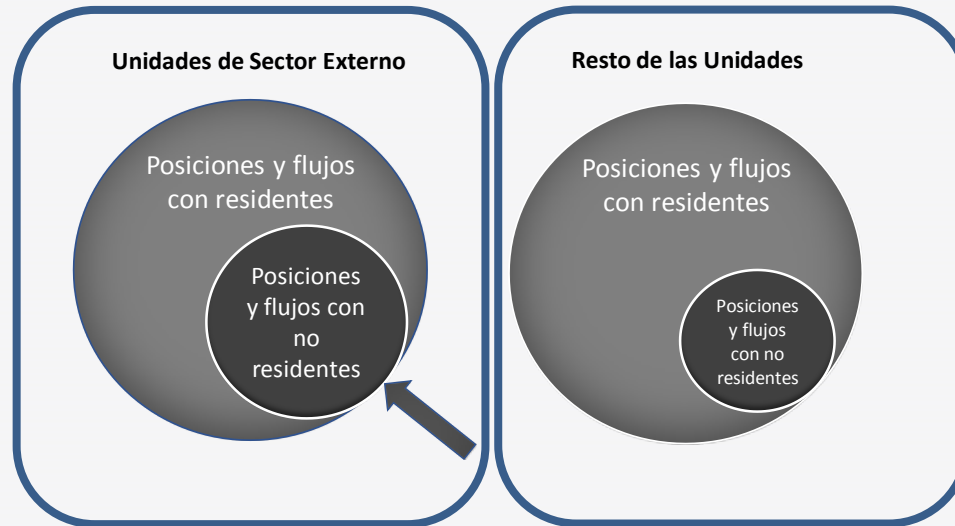 Unidades de Sector Externo
Posiciones y flujos
con residentes
Posiciones
y flujos con
no
residentes
Resto de las Unidades
Posiciones y flujos
con residentes
Posiciones
y flujos
con no
residentes